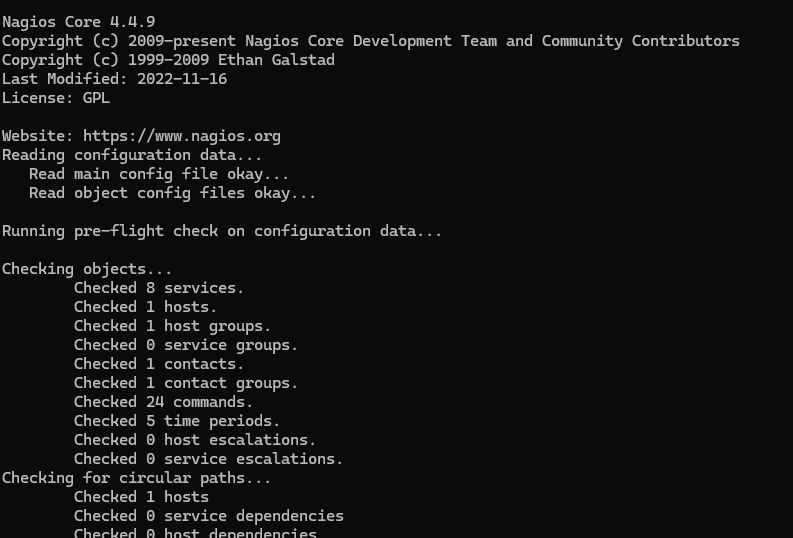 Nagios Core 4.4.9
Copyright (c) 2009-present Nagios Core Development Team and Community Contributors
Copyright (c) 1999-2009 Ethan Galstad
Last Modified: 2022-11-16
License: GPL
Website: https://www.nagios.org
Reading configuration data...
Read main config file okay...
Read object config files okay...
Running pre-flight check on configuration data...
Checking objects...
Checked 8 services.
Checked 1 hosts.
Checked 1 host groups.
Checked 0 service groups.
Checked 1 contacts.
Checked 1 contact groups.
Checked 24 commands.
Checked 5 time periods.
Checked 0 host escalations.
Checked 0 service escalations.
Checking for circular paths...
Checked 1 hosts
Checked 0 service dependencies
Checked 0 host dependencies